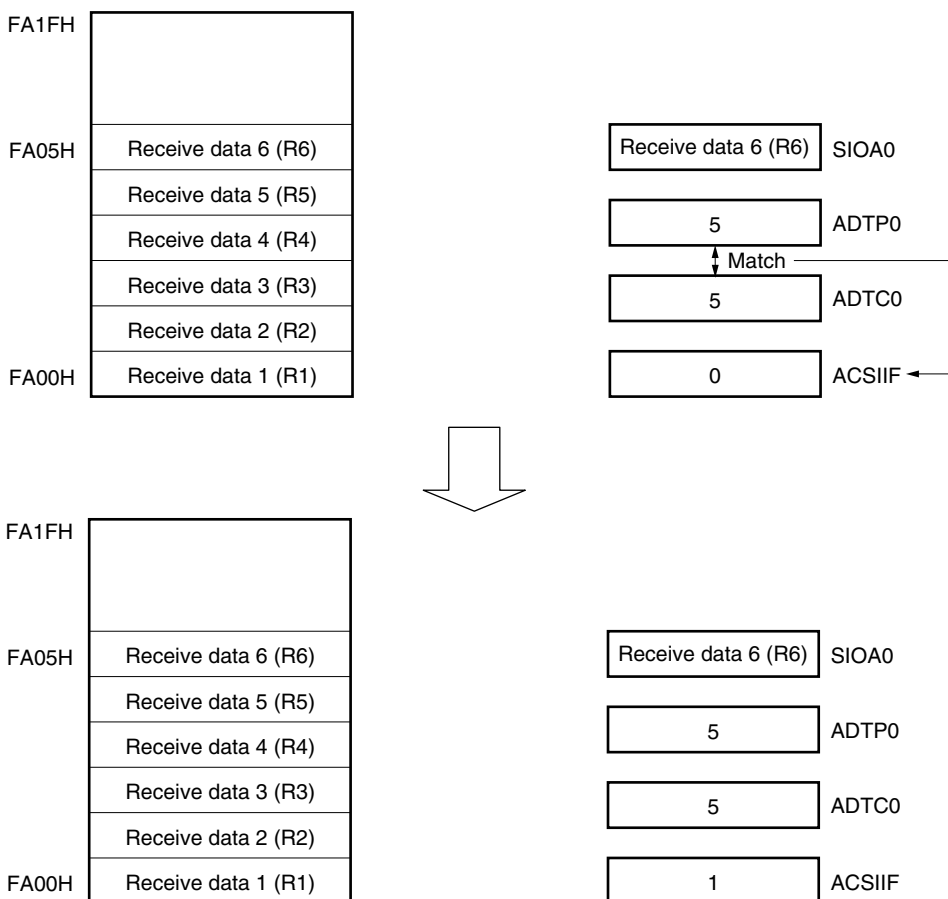 FA1FH
FA05H Receive data 6 (R6) Receive data 6 (R6) SIOA0
Receive data 5 (R5)
5 ADTP0
Receive data 4 (R4)
Match
Receive data 3 (R3)
5 ADTC0
Receive data 2 (R2)
FA00H Receive data 1 (R1) 0 ACSIIF
FA1FH
FA05H Receive data 6 (R6) Receive data 6 (R6) SIOA0
Receive data 5 (R5)
5 ADTP0
Receive data 4 (R4)
Receive data 3 (R3)
5 ADTC0
Receive data 2 (R2)
FA00H Receive data 1 (R1) 1 ACSIIF